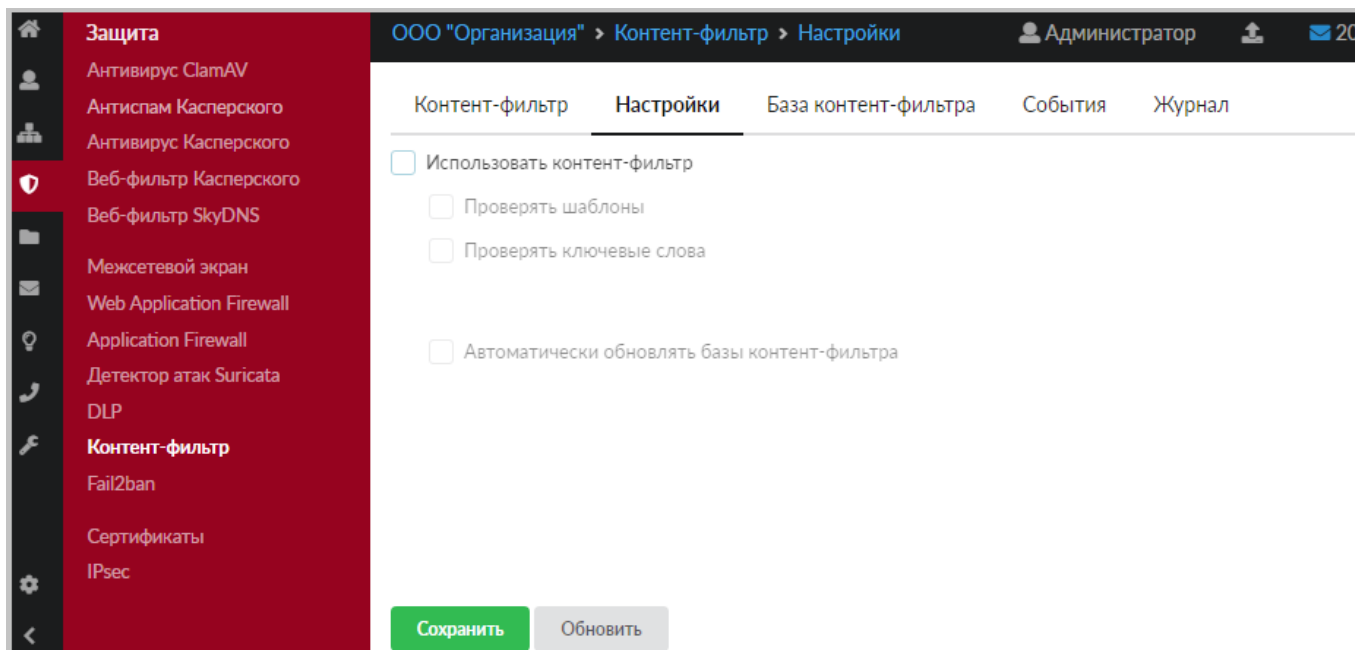 Защита
Антивирус ClamAV
Антиспам Касперского
Антивирус Касперского
Веб-фильтр Касперского
Веб-фильтр SkyDNS
Межсетевой экран
Web Application Firewall
Application Firewall
Детектор атак Suricata
DLP
Контент-фильтр
Fail2ban
Сертификаты
IPsec
ООО "Организация" > Контент-фильтр > Настройки
Администратор
20
Контент-фильтр Настройки База контент-фильтра События Журнал
Использовать контент-фильтр
Проверять шаблоны
Проверять ключевые слова
Автоматически обновлять базы контент-фильтра
Сохранить Обновить